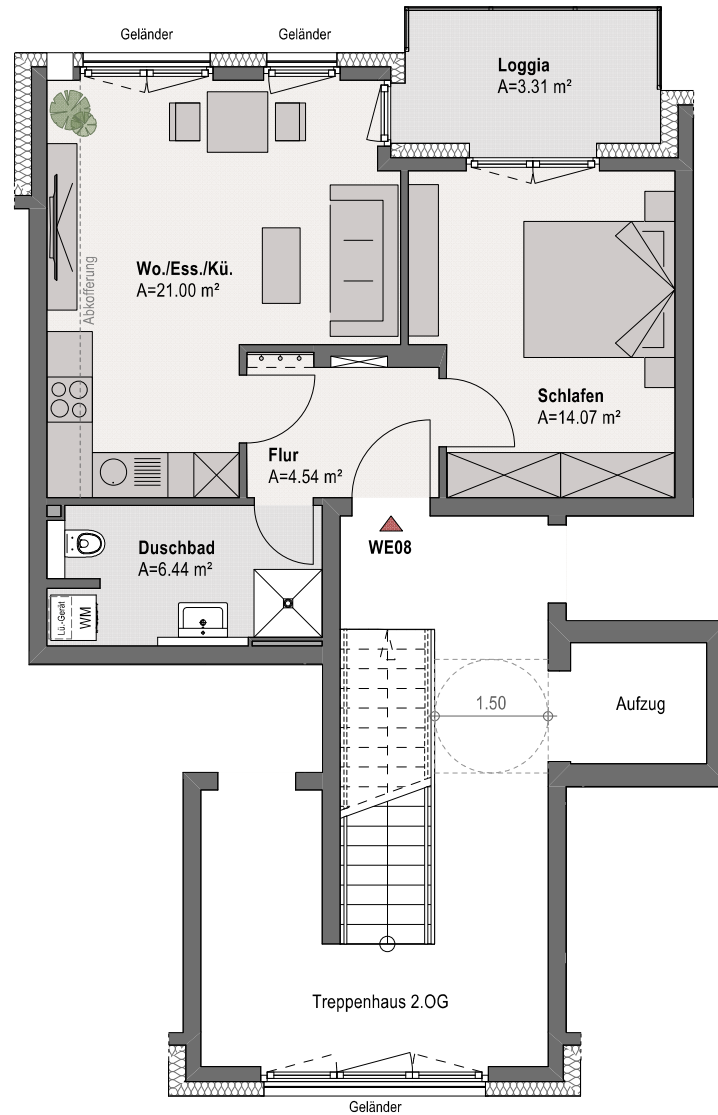 Geländer
Geländer
Loggia
A=3.31 m²
Abkofferung
Wo./Ess./Kü.
A=21.00 m²
Schlafen
A=14.07 m²
Flur
A=4.54 m²
WE08
Duschbad
A=6.44 m²
Lü.-Gerät
WM
1.50
Aufzug
Treppenhaus 2.OG
Geländer